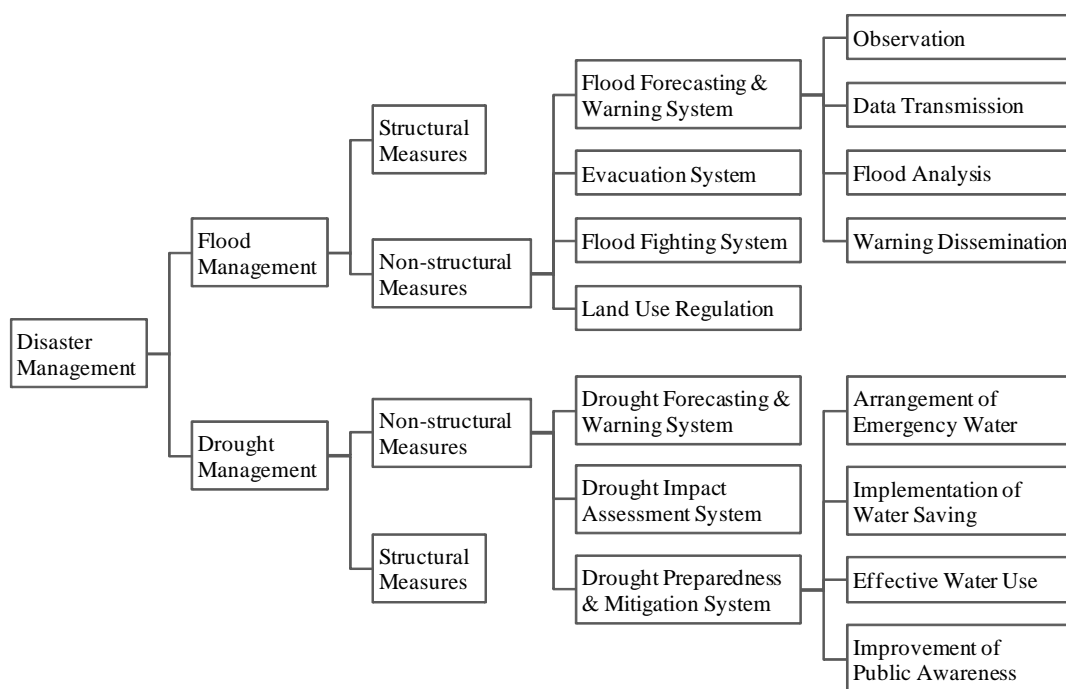 Disaster
Management
Flood
Management
Structural
Measures
Non-structural
Measures
Flood Forecasting &
Warning System
Evacuation System
Flood Fighting System
Land Use Regulation
Observation
Data Transmission
Flood Analysis
Warning Dissemination
Drought
Management
Non-structural
Measures
Structural
Measures
Drought Forecasting &
Warning System
Drought Impact
Assessment System
Drought Preparedness
& Mitigation System
Arrangement of
Emergency Water
Implementation of
Water Saving
Effective Water Use
Improvement of
Public Awareness